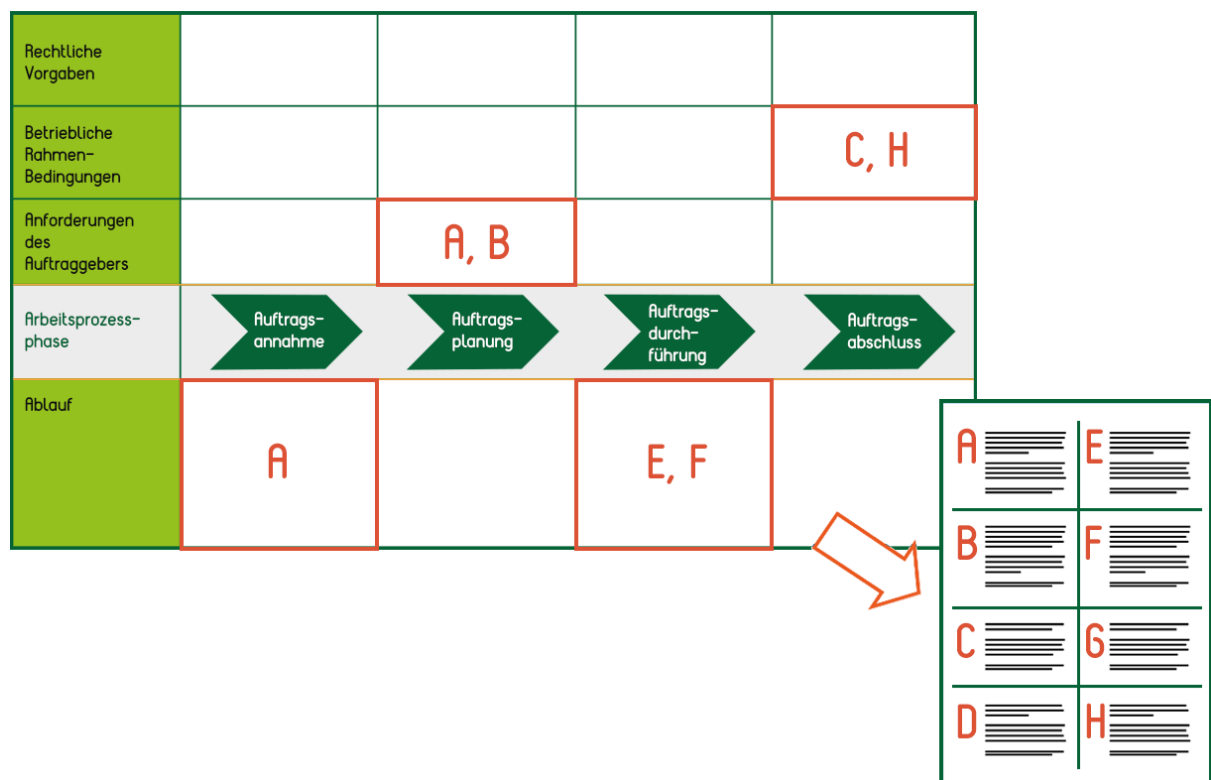 Rechtliche
Vorgaben
Betriebliche
Rahmen-
Bedingungen
C, H
Anforderungen
des
Auftraggebers
A, B
Arbeitsprozess-
phase
Auftrags-
annahme
Auftrags-
planung
Auftrags-
durch-
führung
Auftrags-
abschluss
Ablauf
A
E, F
A
E
B
F
C
G
D
H